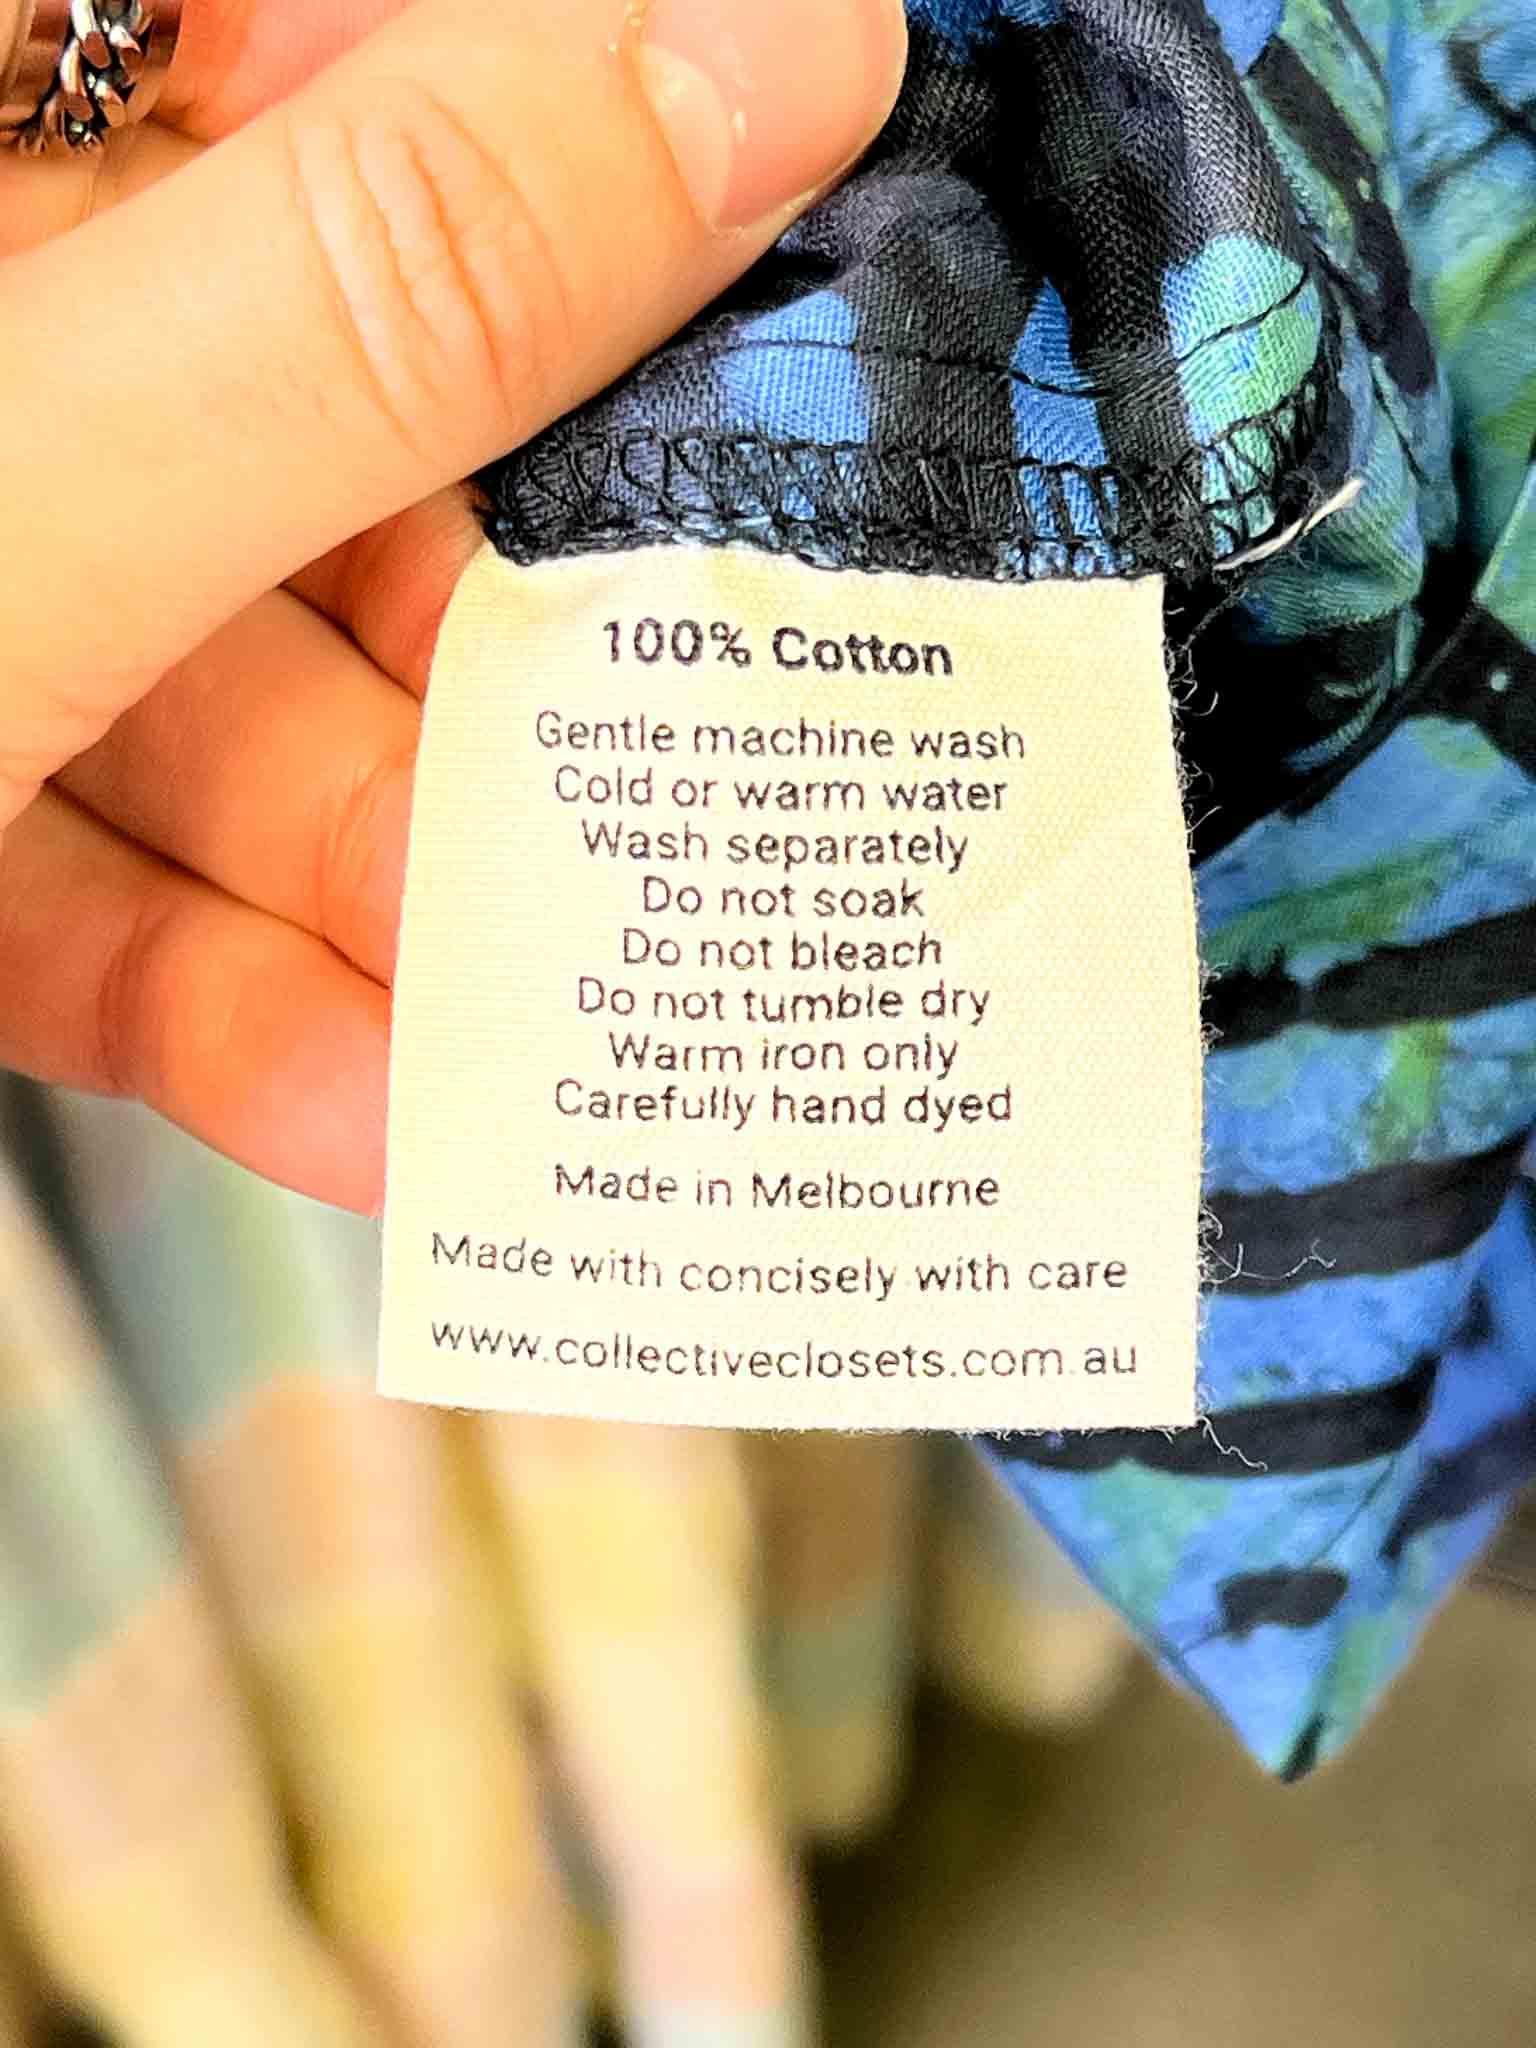 100% Cotton
Gentle machine wash
Cold or warm water
Wash separately
Do not soak
Do not bleach
Do not tumble dry
Warm iron only
Carefully hand dyed
Made in Melbourne
Made with concisely with care
www.collectiveclosets.com.au